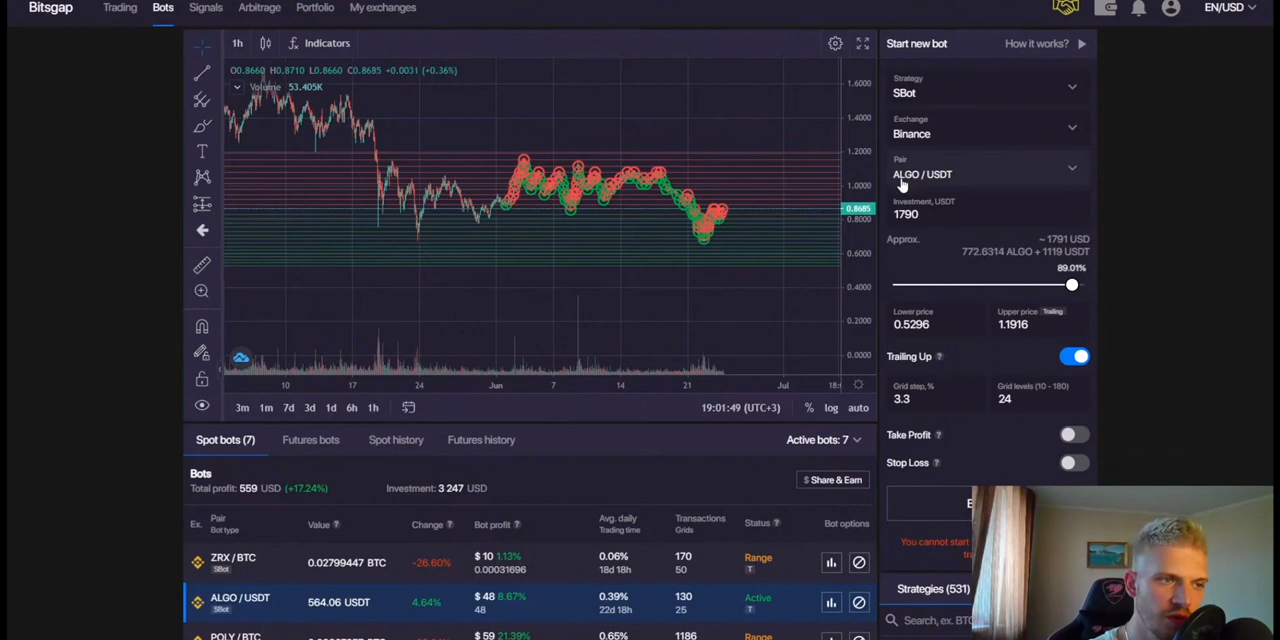 Bitsgap
Trading
Bots
Signals
Arbitrage
Portfolio
My exchanges
EN/USD
1h
Indicators
O0.8660 H0.8710 L0.8660 C0.8685 +0.0031 (+0.36%)
Volume 53.405K
1.6000
1.4000
1.2000
1.0000
0.8685
0.8000
0.6000
0.4000
0.2000
0.0000
10 17 24 Jun 7 14 21 Jul
3m 1m 7d 3d 1d 6h 1h
19:01:49 (UTC+3)
% log auto
Start new bot
How it works?
Strategy
SBot
Exchange
Binance
Pair
ALGO / USDT
Investment, USDT
1790
Approx.
~ 1791 USD
772.6314 ALGO + 1119 USDT
89.01%
Lower price
0.5296
Upper price Trailing
1.1916
Trailing Up ?
Grid step, %
3.3
Grid levels (10 - 180)
24
Take Profit ?
Stop Loss ?
You cannot start
Strategies (531)
Search, ex. BTC
Spot bots (7)
Futures bots
Spot history
Futures history
Active bots: 7
Bots
Total profit: 559 USD (+17.24%)
Investment: 3 247 USD
$ Share & Earn
Ex.
Pair
Bot type
Value ?
Change ?
Bot profit ?
Avg. daily
Trading time
Transactions
Grids
Status ?
Bot options
ZRX / BTC
SBot
0.02799447 BTC
-26.60%
$ 10 1.13%
0.00031696
0.06%
18d 18h
170
50
Range
T
ALGO / USDT
SBot
564.06 USDT
4.64%
$ 48 8.67%
48
0.39%
22d 18h
130
25
Active
T
POLY / BTC
$ 59 21.39%
0.65%
1186
Range